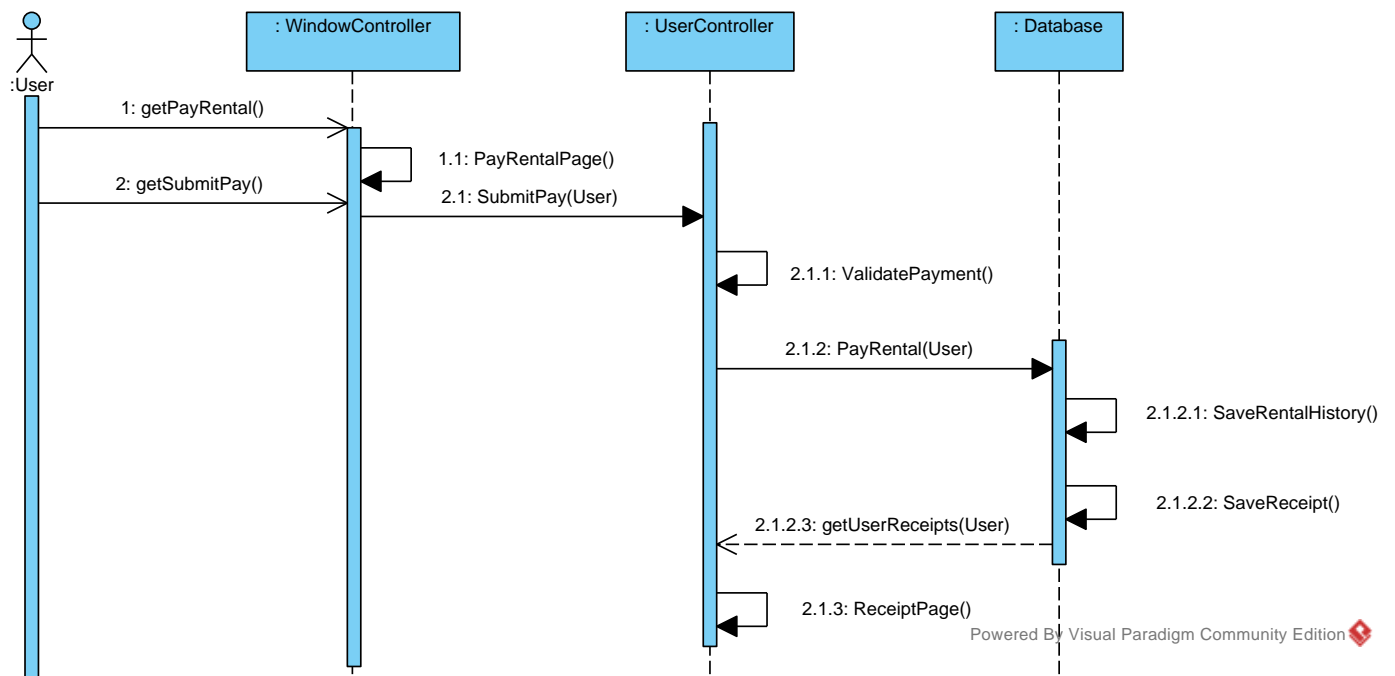 : WindowController
: UserController
: Database
:User
1: getPayRental()
1.1: PayRentalPage()
2: getSubmitPay()
2.1: SubmitPay(User)
2.1.1: ValidatePayment()
2.1.2: PayRental(User)
2.1.2.1: SaveRentalHistory()
2.1.2.2: SaveReceipt()
2.1.2.3: getUserReceipts(User)
2.1.3: ReceiptPage()
Powered By Visual Paradigm Community Edition